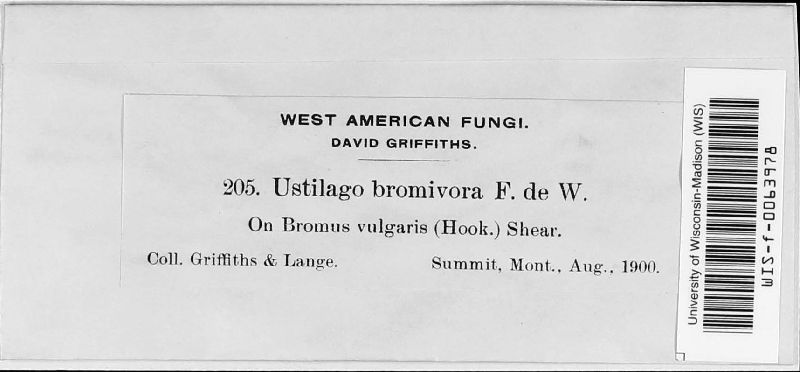 WEST AMERICAN FUNGI.
DAVID GRIFFITHS.
205. Ustilago bromivora F. de W.
On Bromus vulgaris (Hook.) Shear.
Coll. Griffiths & Lange.
Summit, Mont., Aug., 1900.
University of Wisconsin-Madison (WIS)
WIS-f-0063978